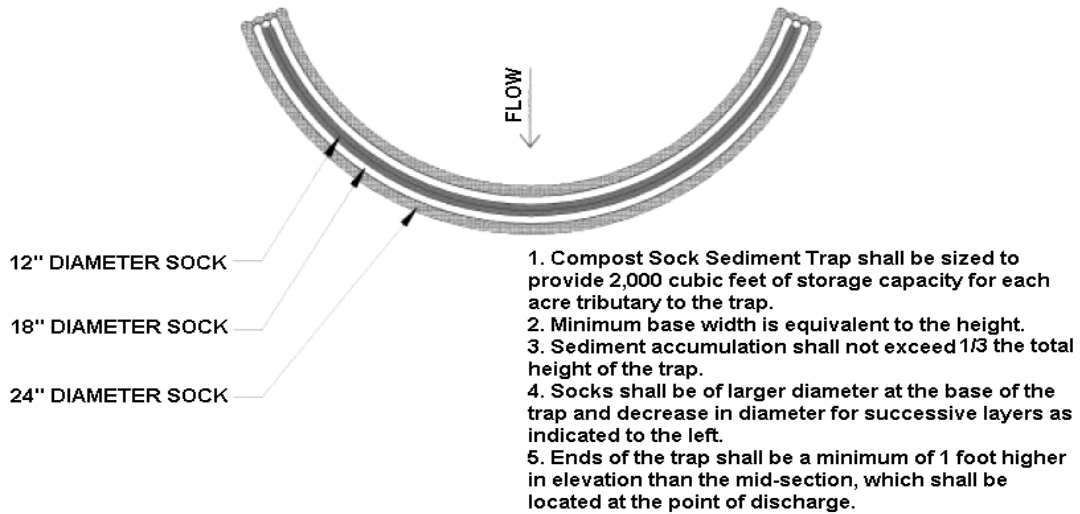 FLOW
12" DIAMETER SOCK
18" DIAMETER SOCK
24" DIAMETER SOCK
1. Compost Sock Sediment Trap shall be sized to
provide 2,000 cubic feet of storage capacity for each
acre tributary to the trap.
2. Minimum base width is equivalent to the height.
3. Sediment accumulation shall not exceed 1/3 the total
height of the trap.
4. Socks shall be of larger diameter at the base of the
trap and decrease in diameter for successive layers as
indicated to the left.
5. Ends of the trap shall be a minimum of 1 foot higher
in elevation than the mid-section, which shall be
located at the point of discharge.